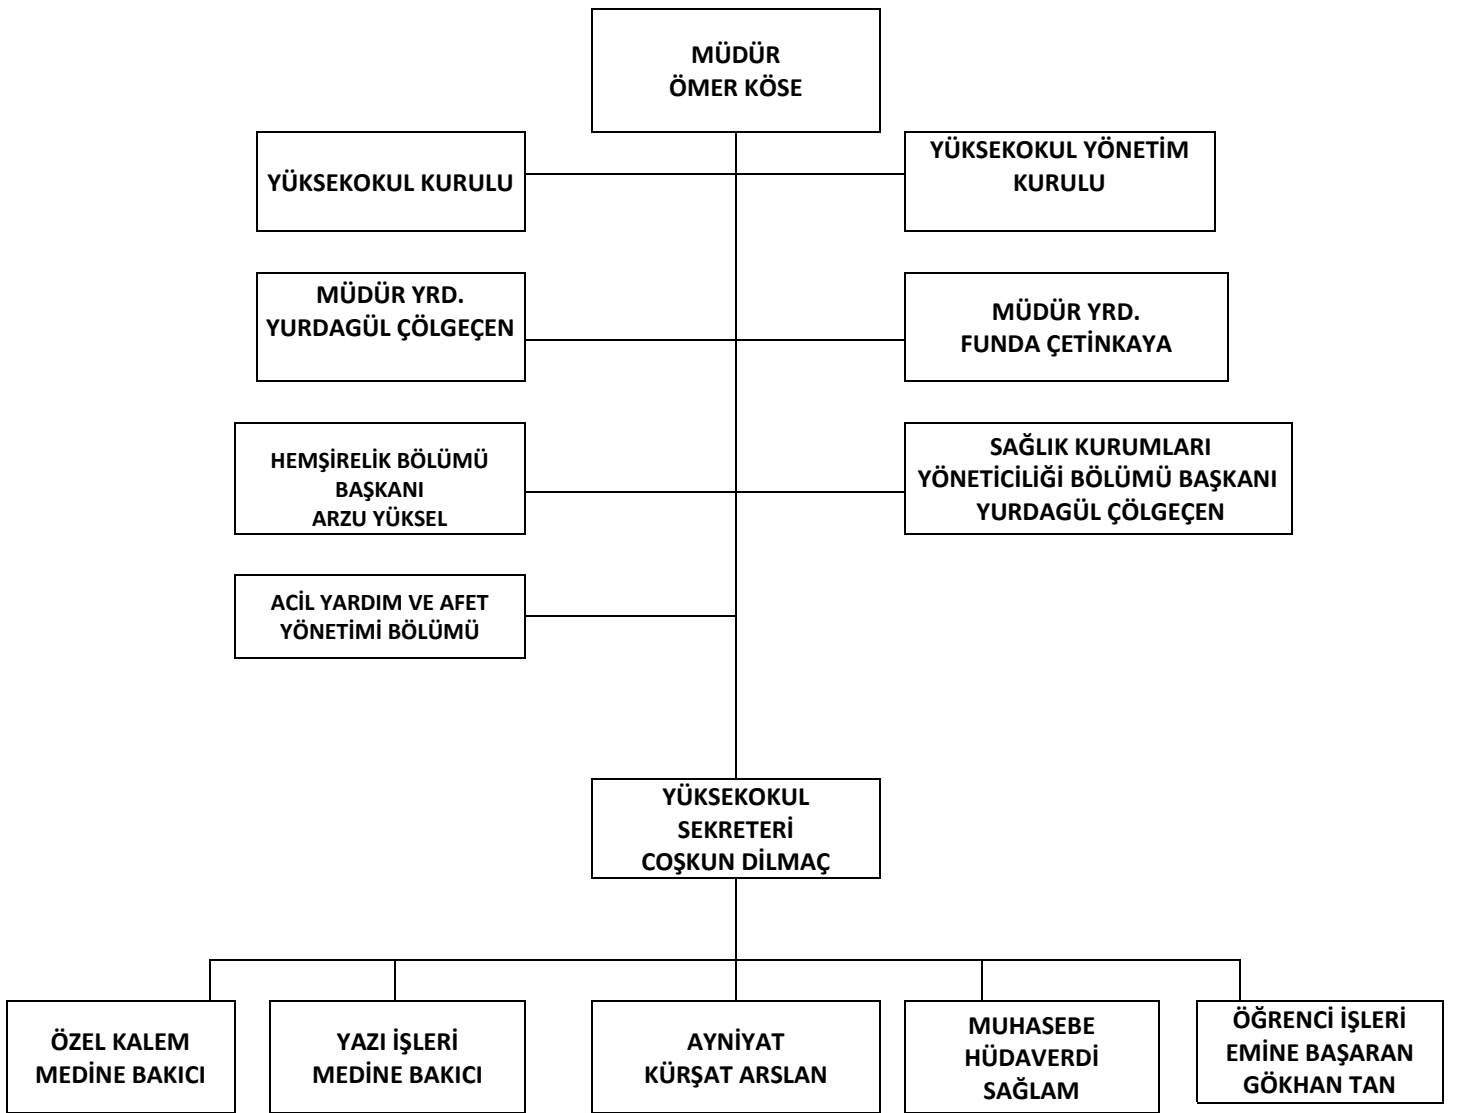 MÜDÜR
ÖMER KÖSE
YÜKSEKOKUL KURULU
YÜKSEKOKUL YÖNETİM
KURULU
MÜDÜR YRD.
YURDAGÜL ÇÖLGEÇEN
MÜDÜR YRD.
FUNDA ÇETİNKAYA
HEMŞİRELİK BÖLÜMÜ
BAŞKANI
ARZU YÜKSEL
SAĞLIK KURUMLARI
YÖNETİCİLİĞİ BÖLÜMÜ BAŞKANI
YURDAGÜL ÇÖLGEÇEN
ACİL YARDIM VE AFET
YÖNETİMİ BÖLÜMÜ
YÜKSEKOKUL
SEKRETERİ
COŞKUN DİLMAÇ
ÖZEL KALEM
MEDİNE BAKICI
YAZI İŞLERİ
MEDİNE BAKICI
AYNİYAT
KÜRŞAT ARSLAN
MUHASEBE
HÜDAVERDİ
SAĞLAM
ÖĞRENCİ İŞLERİ
EMİNE BAŞARAN
GÖKHAN TAN